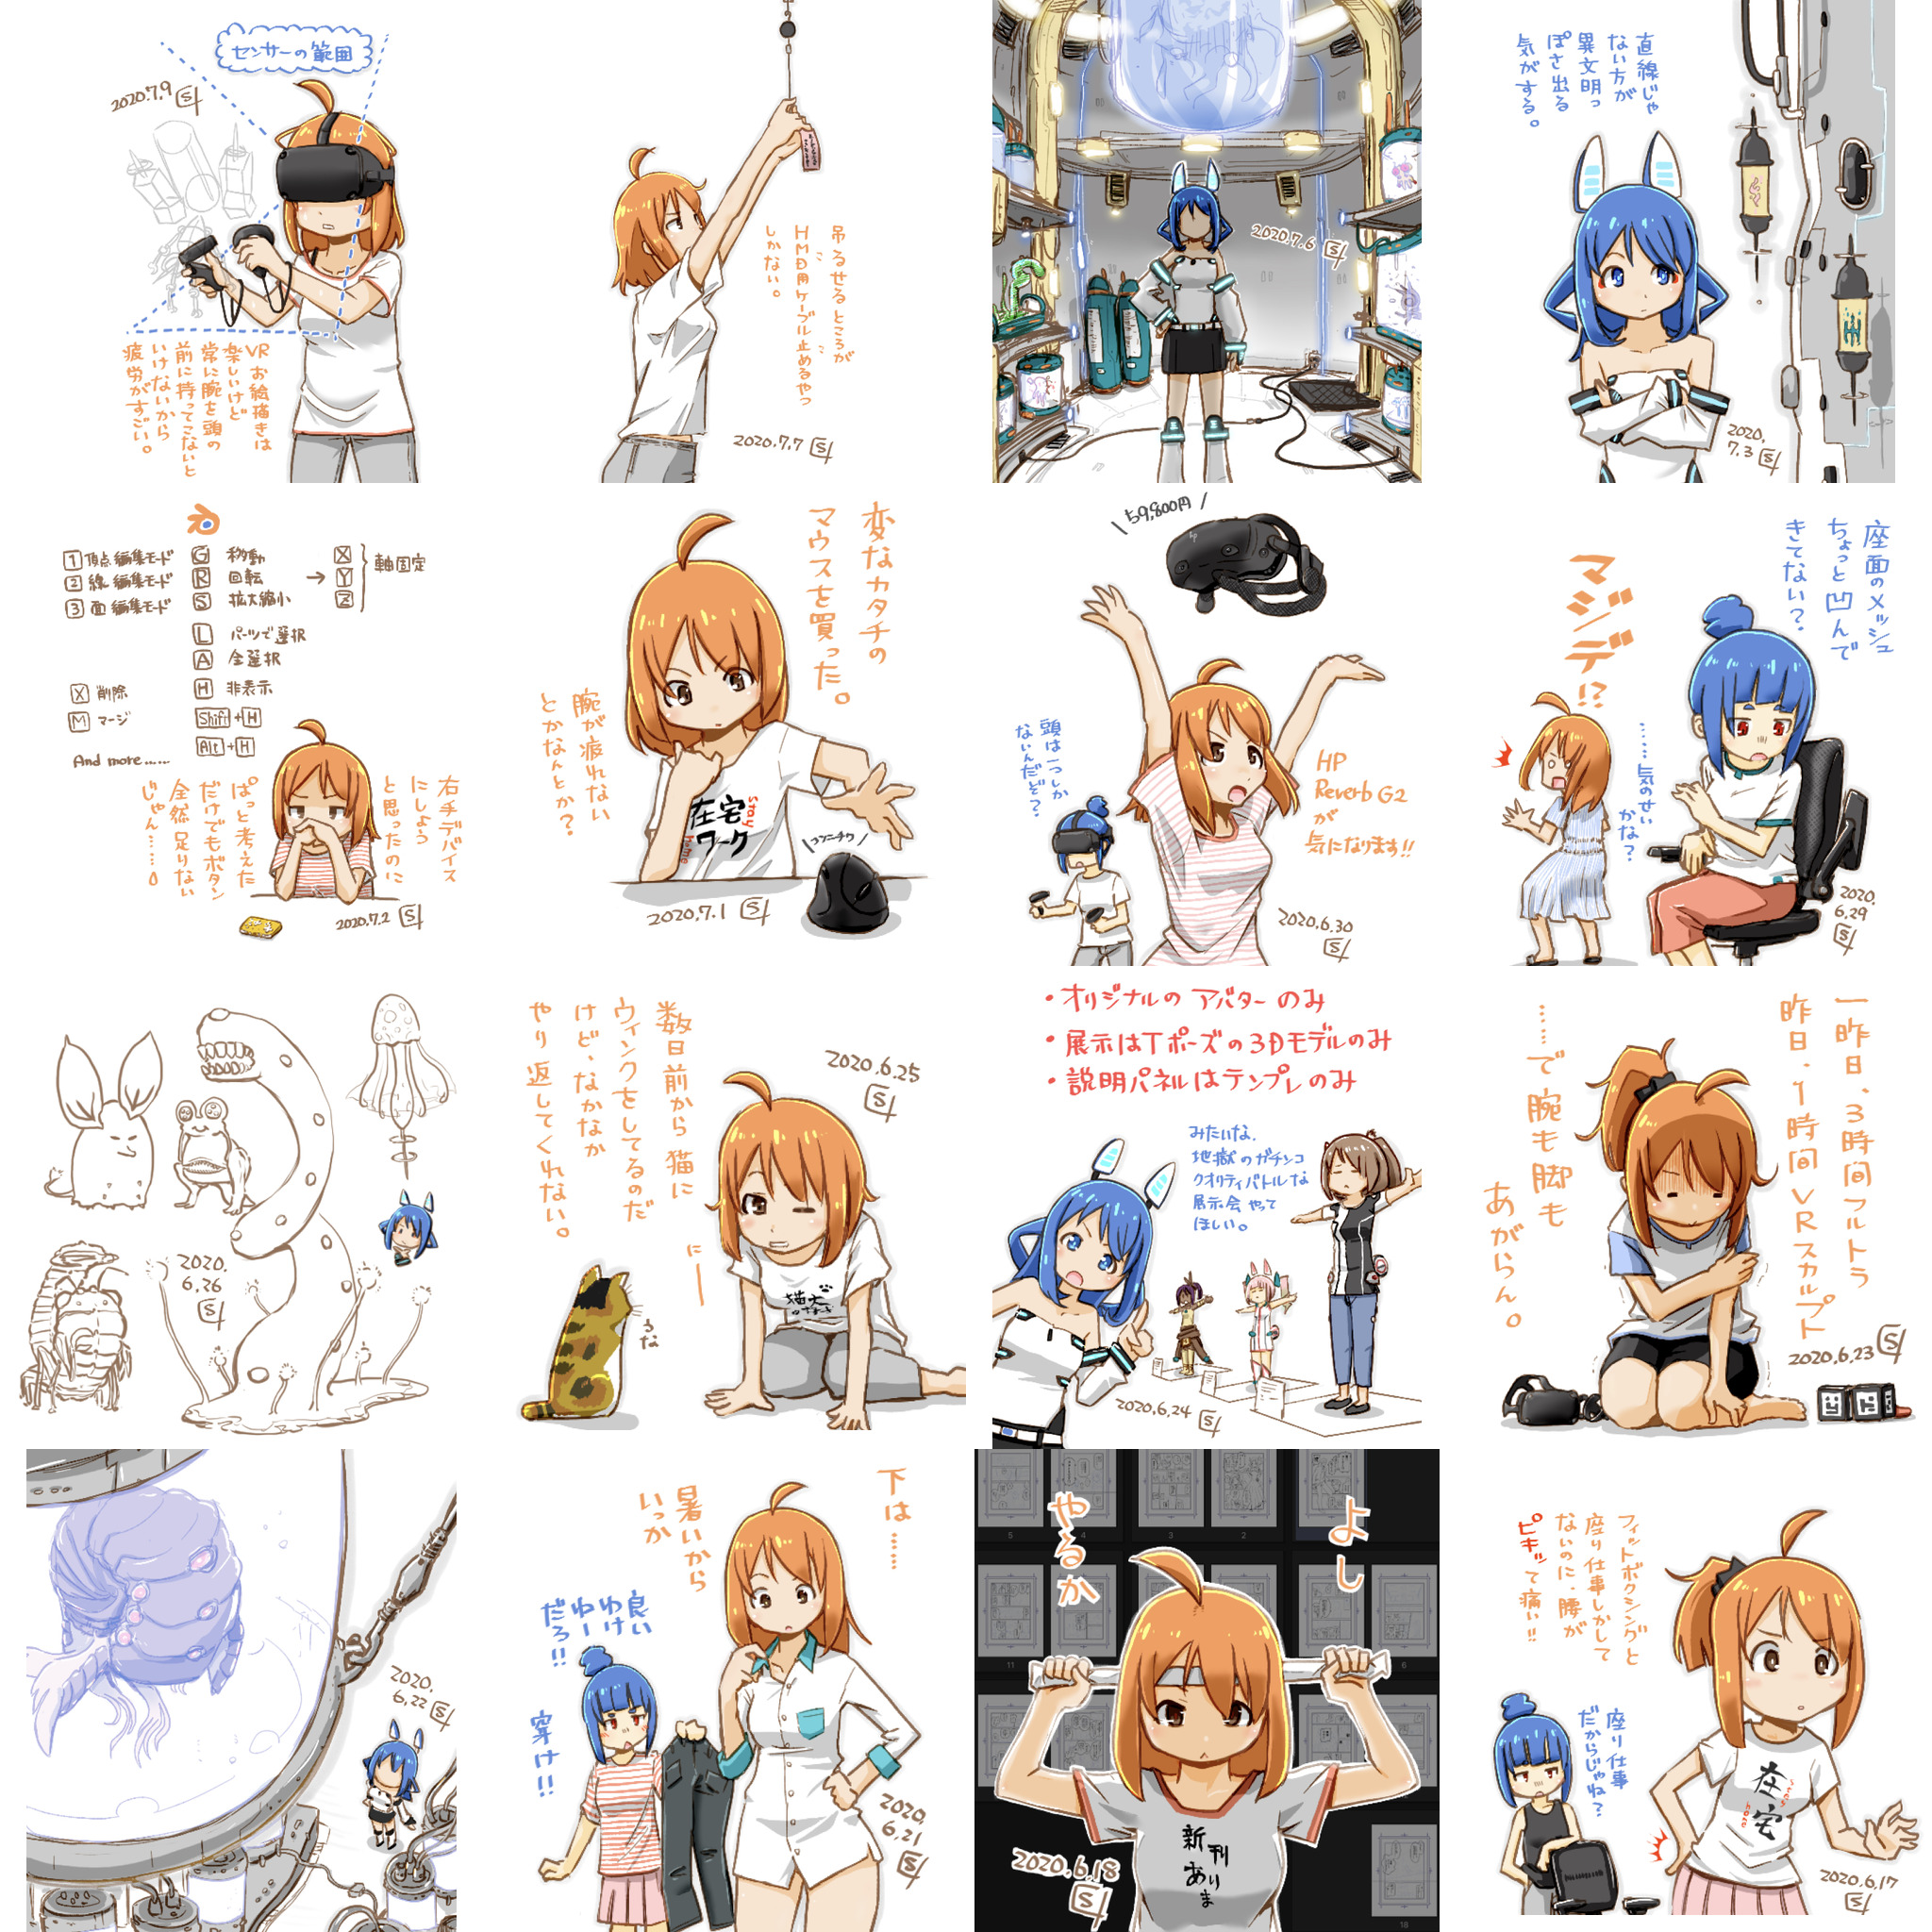 センサーの範囲
2020.7.9
VRお絵描きは
楽しいけど
常に腕を頭の
前に持ってこないと
いけないから
疲労がすごい。
吊るせるところが
HMD用ケーブル止めるやつ
しかない。
2020.7.7
2020.7.6
直線じゃ
ない方が
異文明っ
ぽさ出る
気がする。
2020.
7.3
1 頂点編集モード
2 線編集モード
3 面編集モード
G 移動
R 回転
S 拡大縮小
→ X Y Z 軸固定
L パーツで選択
A 全選択
H 非表示
Shift+H
Alt+H
X 削除
M マージ
And more......
右手デバイス
にしよう
と思ったのに
ぱっと考えた
だけでもボタン
全然足りない
じゃん……。
2020.7.2
変なカタチの
マウスを買った。
腕が疲れない
とかなんとか?
在宅
ワーク
Stay
Home
コンニチワ
2020.7.1
59,800円
hp
頭は一つしか
ないんだぞ?
HP
Reverb G2
が
気になります!!
2020.6.30
座面のメッシュ
ちょっと凹んで
きてない?
マジデ!?
……気のせい
かな?
2020.
6.29
2020.
6.26
数日前から猫に
ウィンクをしてるのだ
けど、なかなか
やり返してくれない。
2020.6.25
にー
るな
・オリジナルのアバターのみ
・展示はTポーズの3Dモデルのみ
・説明パネルはテンプレのみ
みたいな、
地獄のガチンコ
クオリティバトルな
展示会やって
ほしい。
2020.6.24
一昨日、3時間フルトラ
昨日、1時間VRスカルプト
……で腕も脚も
あがらん。
2020.6.23
2020.
6.22
下は……
暑いから
いっか
良い
わけ
ねー
だろ!!
穿け!!
2020.
6.21
よし
やるか
新刊
あります
2020.6.18
フィットボクシングと
座り仕事しかして
ないのに、腰が
ピキッて痛い!!
座り仕事
だからじゃね?
在宅
2020.6.17